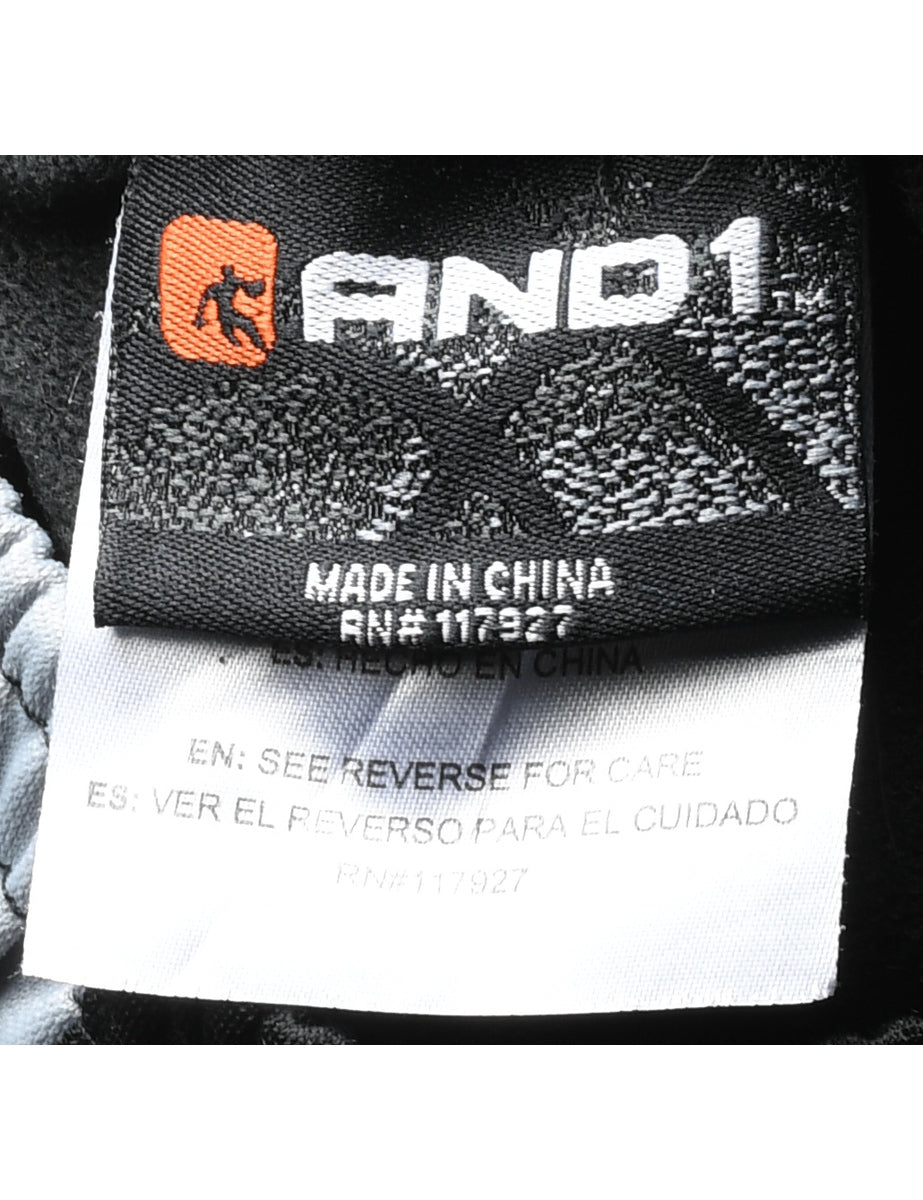 AND1™
MADE IN CHINA
RN# 117927
ES: HECHO EN CHINA
EN: SEE REVERSE FOR CARE
ES: VER EL REVERSO PARA EL CUIDADO
RN#117927